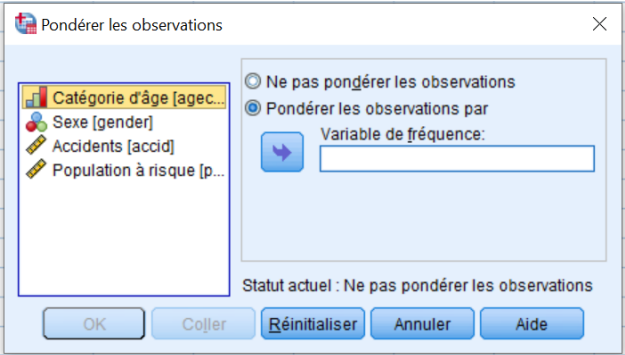 Pondérer les observations
Catégorie d'âge [agec...
Sexe [gender]
Accidents [accid]
Population à risque [p...
Ne pas pondérer les observations
Pondérer les observations par
Variable de fréquence:
Statut actuel : Ne pas pondérer les observations
OK Coller Réinitialiser Annuler Aide